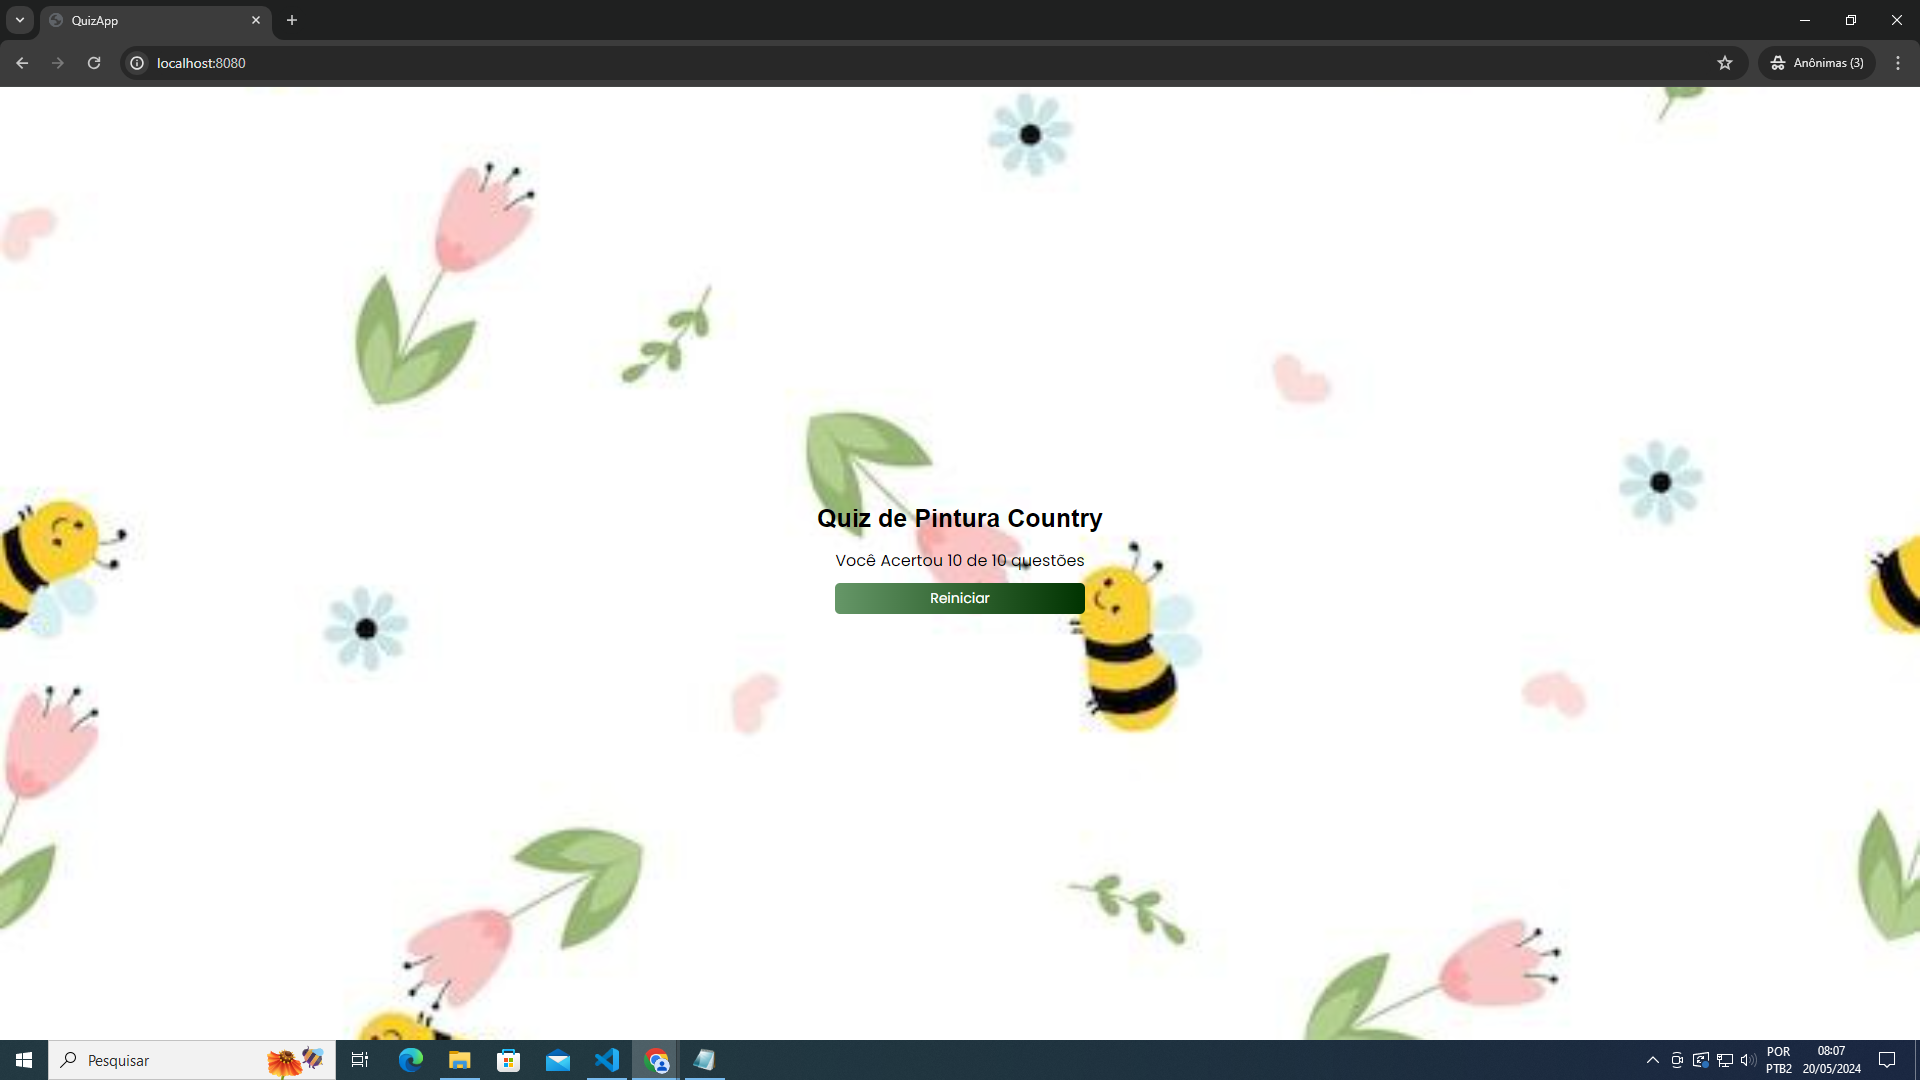 QuizApp
localhost:8080
Anônimas (3)
Quiz de Pintura Country
Você Acertou 10 de 10 questões
Reiniciar
Pesquisar
POR
PTB2
08:07
20/05/2024